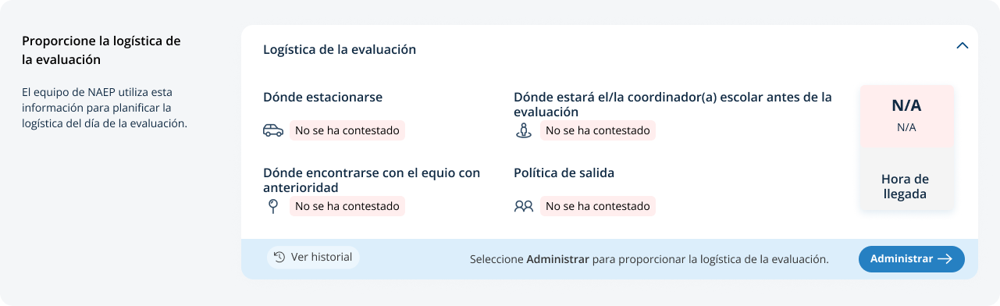 Proporcione la logística de
la evaluación
El equipo de NAEP utiliza esta
información para planificar la
logística del día de la evaluación.
Logística de la evaluación
Dónde estacionarse
No se ha contestado
Dónde estará el/la coordinador(a) escolar antes de la
evaluación
No se ha contestado
Dónde encontrarse con el equio con
anterioridad
No se ha contestado
Política de salida
No se ha contestado
N/A
N/A
Hora de
llegada
Ver historial
Seleccione Administrar para proporcionar la logística de la evaluación.
Administrar